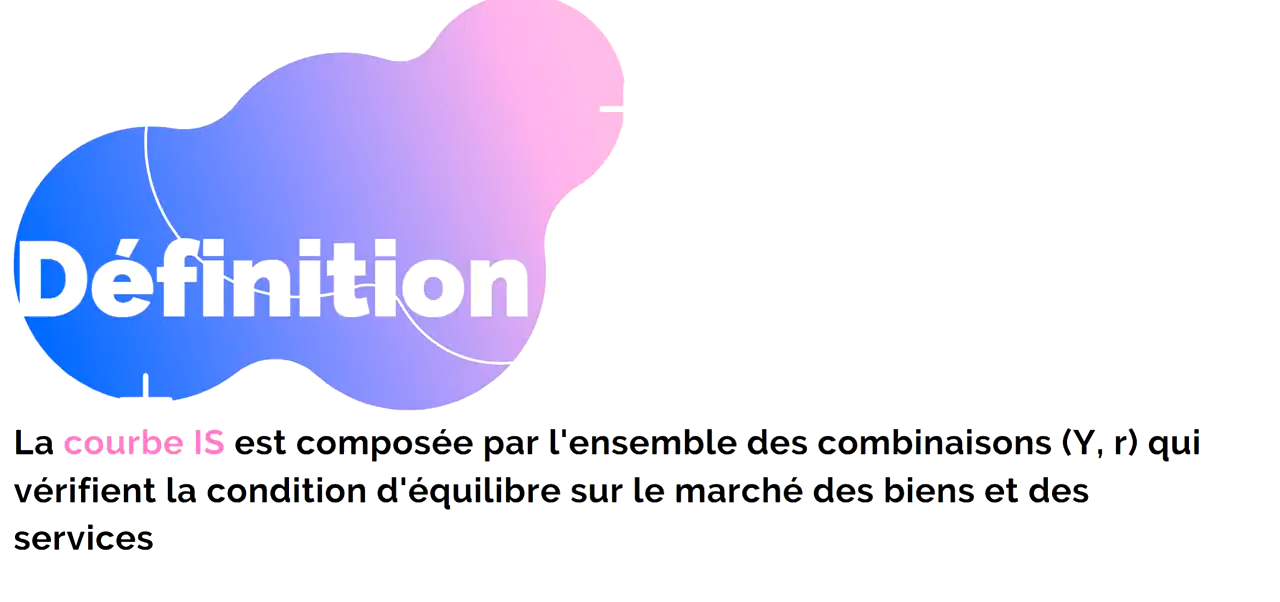 Définition
La courbe IS est composée par l'ensemble des combinaisons (Y, r) qui
vérifient la condition d'équilibre sur le marché des biens et des
services